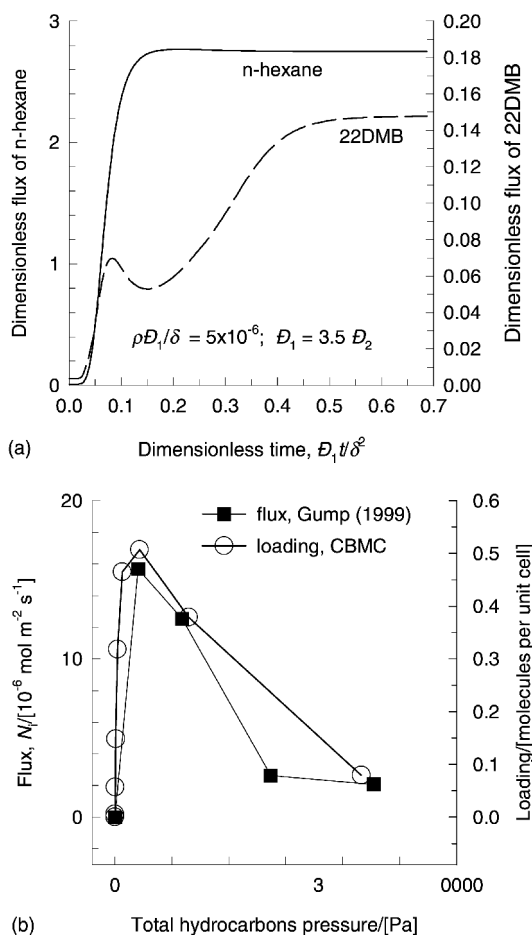 3
0.20
0.18
n-hexane
0.16
22DMB
0.14
2
0.12
0.10
0.08
1
0.06
0.04
ρĐ₁/δ = 5x10⁻⁶; Đ₁ = 3.5 Đ₂
0.02
0
0.00
0.0 0.1 0.2 0.3 0.4 0.5 0.6 0.7
Dimensionless flux of n-hexane
Dimensionless flux of 22DMB
(a) Dimensionless time, Đ₁t/δ²
20
0.6
flux, Gump (1999)
loading, CBMC
0.5
0.4
10
0.3
0.2
0.1
0
0.0
0 3 0000
Flux, Nᵢ/[10⁻⁶ mol m⁻² s⁻¹]
Loading/[molecules per unit cell]
(b) Total hydrocarbons pressure/[Pa]